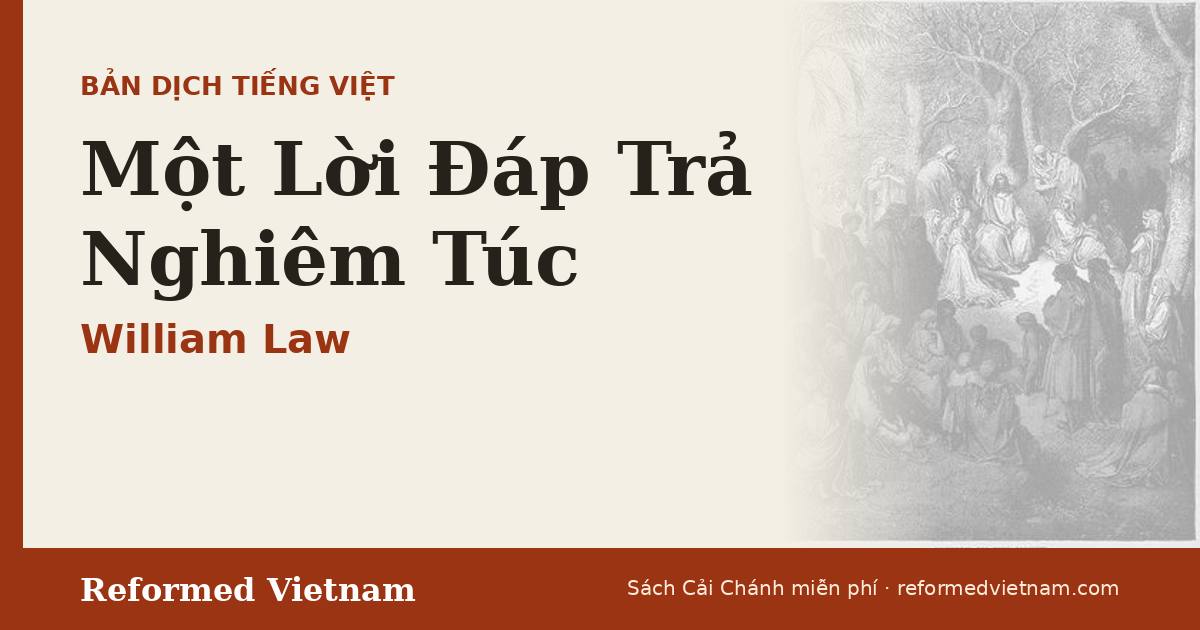 BẢN DỊCH TIẾNG VIỆT
Một Lời Đáp Trả
Nghiêm Túc
William Law
Reformed Vietnam
Sách Cải Chánh miễn phí · reformedvietnam.com